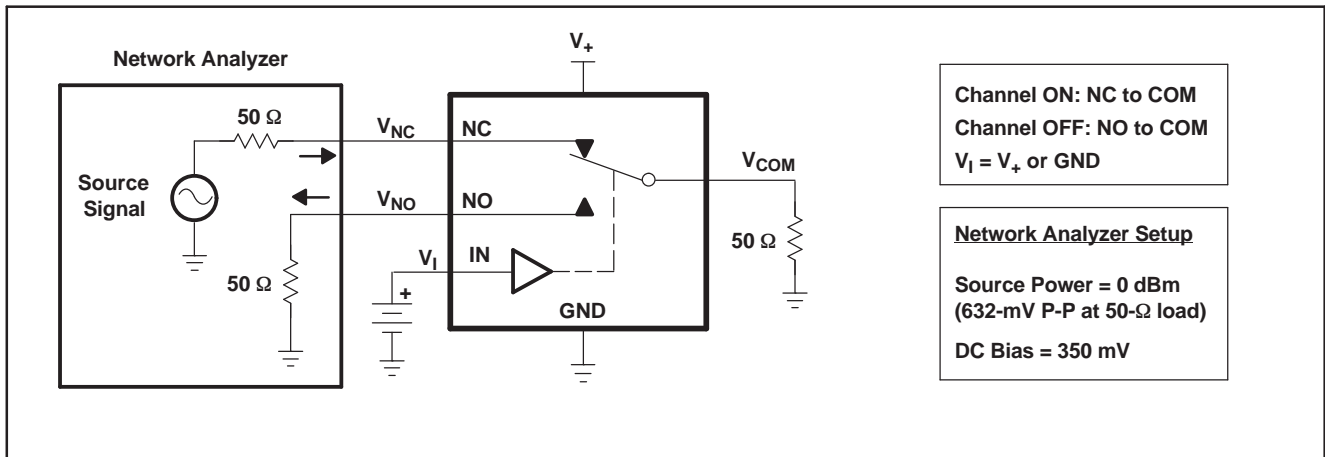 V+
Network Analyzer
50 Ω
VNC
NC
Source
Signal
VNO
NO
50 Ω
VI
IN
+
GND
VCOM
50 Ω
Channel ON: NC to COM
Channel OFF: NO to COM
VI = V+ or GND
Network Analyzer Setup
Source Power = 0 dBm
(632-mV P-P at 50-Ω load)
DC Bias = 350 mV